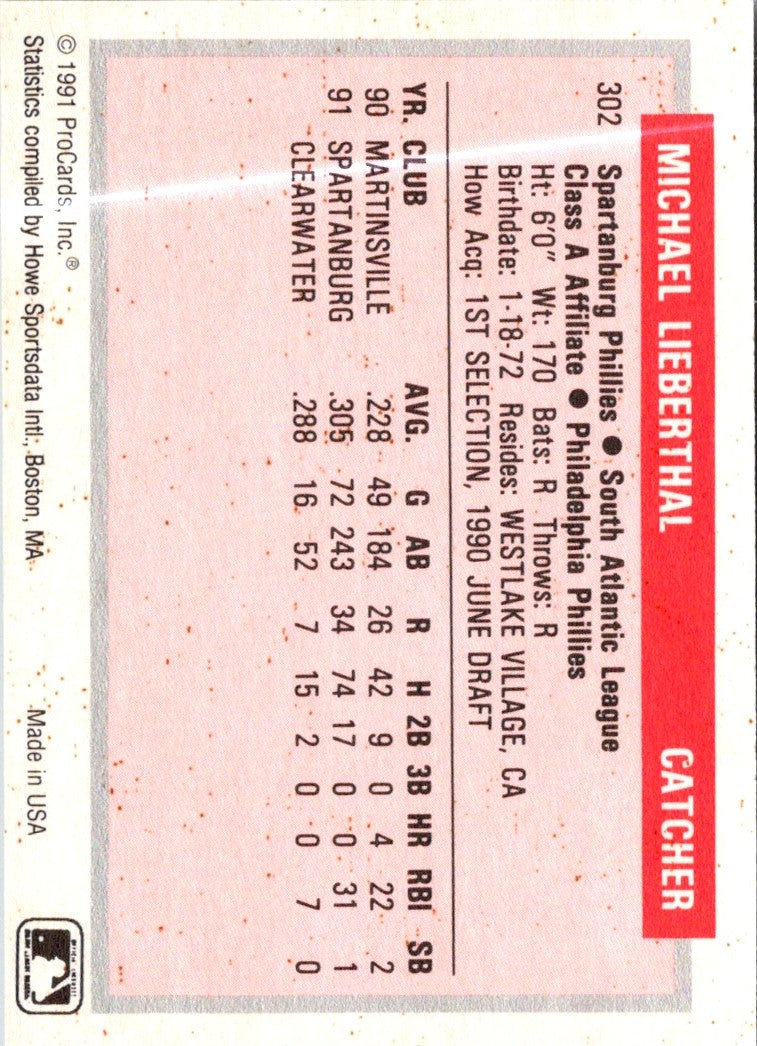 MICHAEL LIEBERTHAL CATCHER
302 Spartanburg Phillies ● South Atlantic League
Class A Affiliate ● Philadelphia Phillies
Ht: 6'0" Wt: 170 Bats: R Throws: R
Birthdate: 1-18-72 Resides: WESTLAKE VILLAGE, CA
How Acq: 1ST SELECTION, 1990 JUNE DRAFT
YR. CLUB AVG. G AB R H 2B 3B HR RBI SB
90 MARTINSVILLE .228 49 184 26 42 9 0 4 22 2
91 SPARTANBURG .305 72 243 34 74 17 0 0 31 1
CLEARWATER .288 16 52 7 15 2 0 0 7 0
© 1991 ProCards, Inc.®
Statistics compiled by Howe Sportsdata Intl., Boston, MA
Made in USA